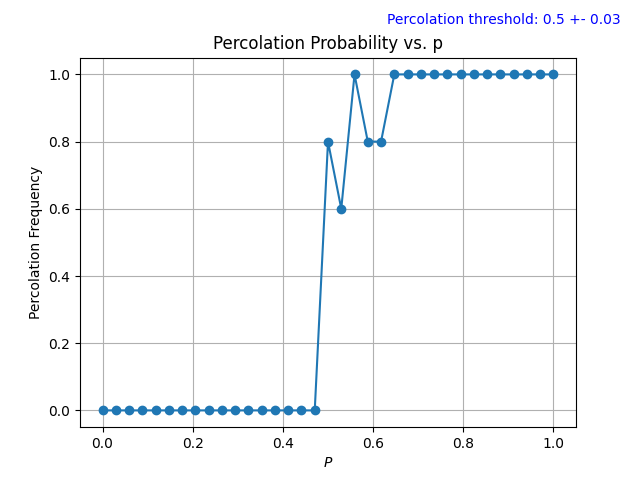 Percolation threshold: 0.5 +- 0.03
Percolation Probability vs. p
Percolation Frequency
1.0
0.8
0.6
0.4
0.2
0.0
0.0 0.2 0.4 0.6 0.8 1.0
P